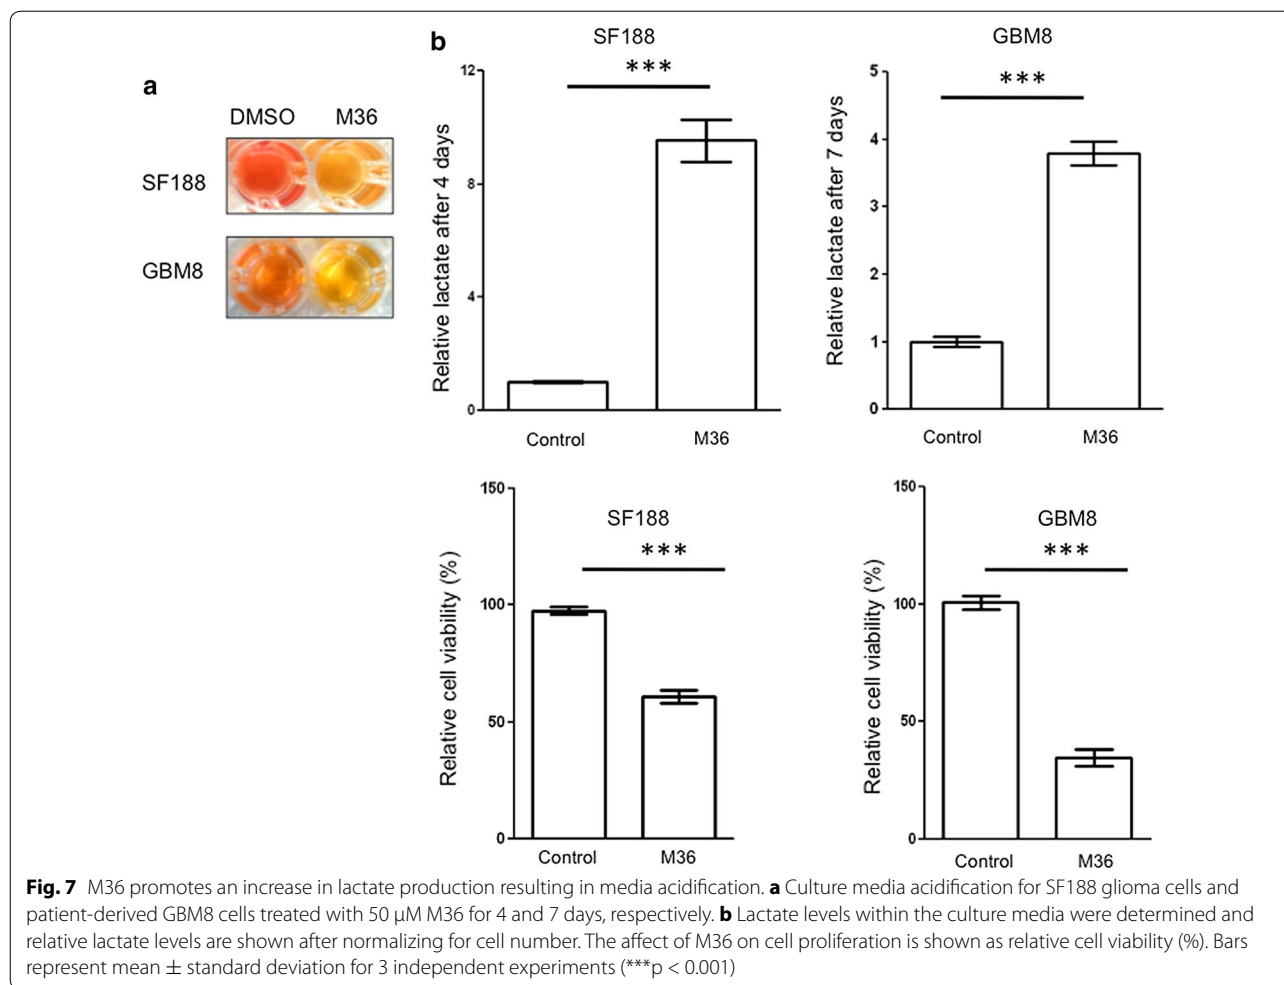 a
DMSO M36
SF188
GBM8
b
SF188
***
Relative lactate after 4 days
12
8
4
0
Control M36
GBM8
***
Relative lactate after 7 days
5
4
3
2
1
0
Control M36
SF188
***
Relative cell viability (%)
150
100
50
0
Control M36
GBM8
***
Relative cell viability (%)
150
100
50
0
Control M36
Fig. 7 M36 promotes an increase in lactate production resulting in media acidification. a Culture media acidification for SF188 glioma cells and
patient-derived GBM8 cells treated with 50 µM M36 for 4 and 7 days, respectively. b Lactate levels within the culture media were determined and
relative lactate levels are shown after normalizing for cell number. The affect of M36 on cell proliferation is shown as relative cell viability (%). Bars
represent mean ± standard deviation for 3 independent experiments (***p < 0.001)